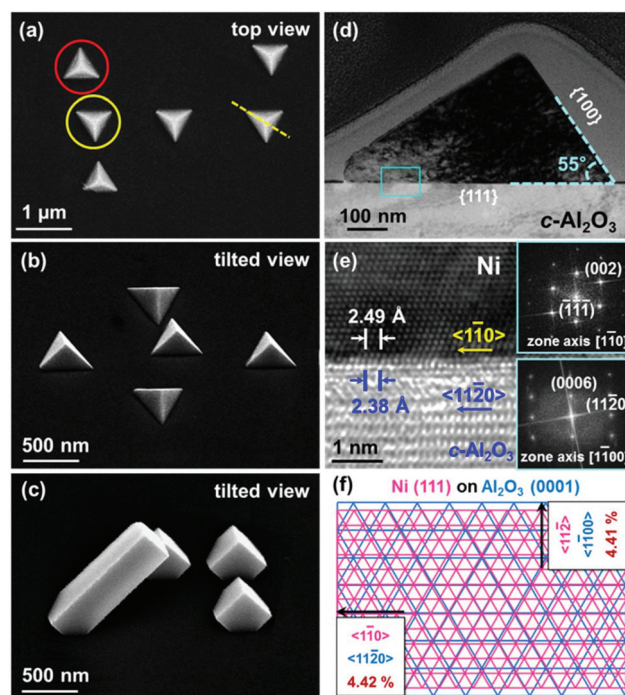 (a)
top view
1 μm
(b)
tilted view
500 nm
(c)
tilted view
500 nm
(d)
{100}
55°
{111}
100 nm
c-Al₂O₃
(e)
Ni
2.49 Å
<11̄0>
2.38 Å
<112̄0>
1 nm
c-Al₂O₃
(002)
(1̄1̄1̄)
zone axis [11̄0]
(0006)
(112̄0)
zone axis [11̄00]
(f)
Ni (111) on Al₂O₃ (0001)
<112̄>
<1̄100>
4.41 %
<11̄0>
<112̄0>
4.42 %